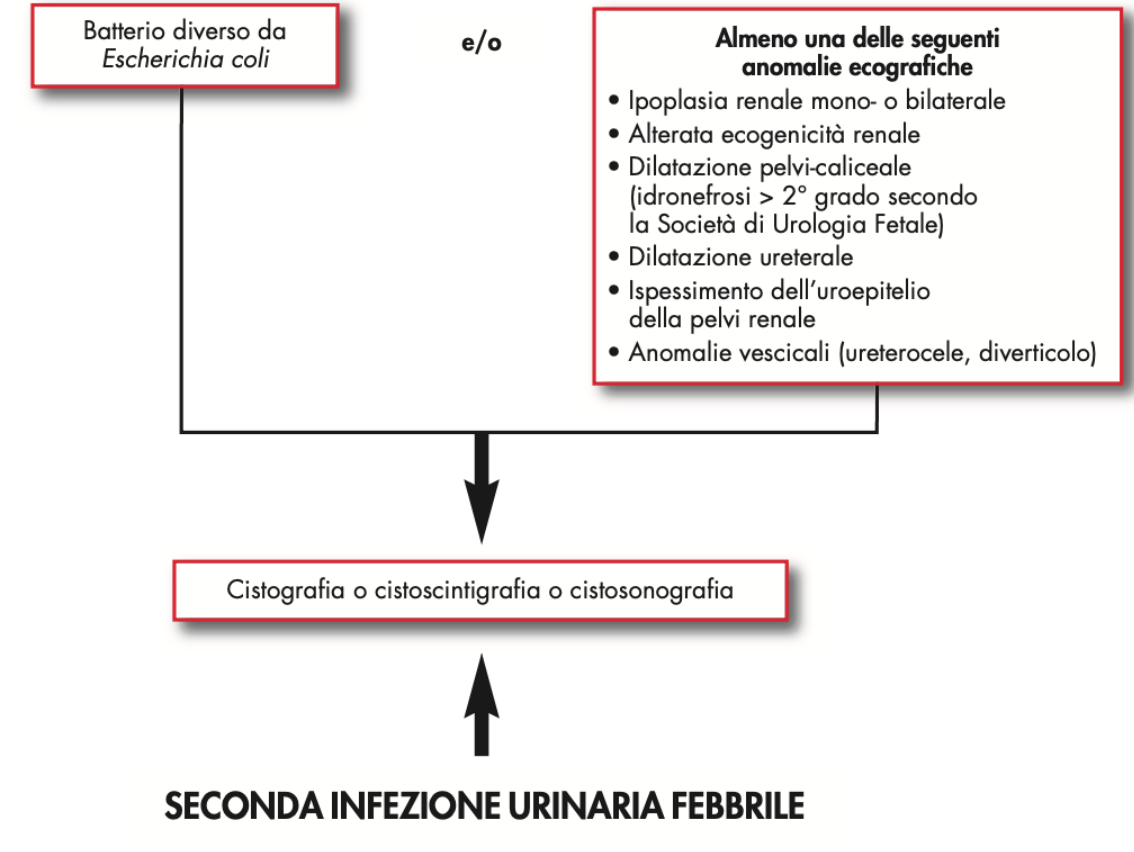 Batterio diverso da
Escherichia coli
e/o
Almeno una delle seguenti
anomalie ecografiche
• Ipoplasia renale mono- o bilaterale
• Alterata ecogenicità renale
• Dilatazione pelvi-caliceale
(idronefrosi > 2° grado secondo
la Società di Urologia Fetale)
• Dilatazione ureterale
• Ispessimento dell'uroepitelio
della pelvi renale
• Anomalie vescicali (ureterocele, diverticolo)
Cistografia o cistoscintigrafia o cistosonografia
SECONDA INFEZIONE URINARIA FEBBRILE